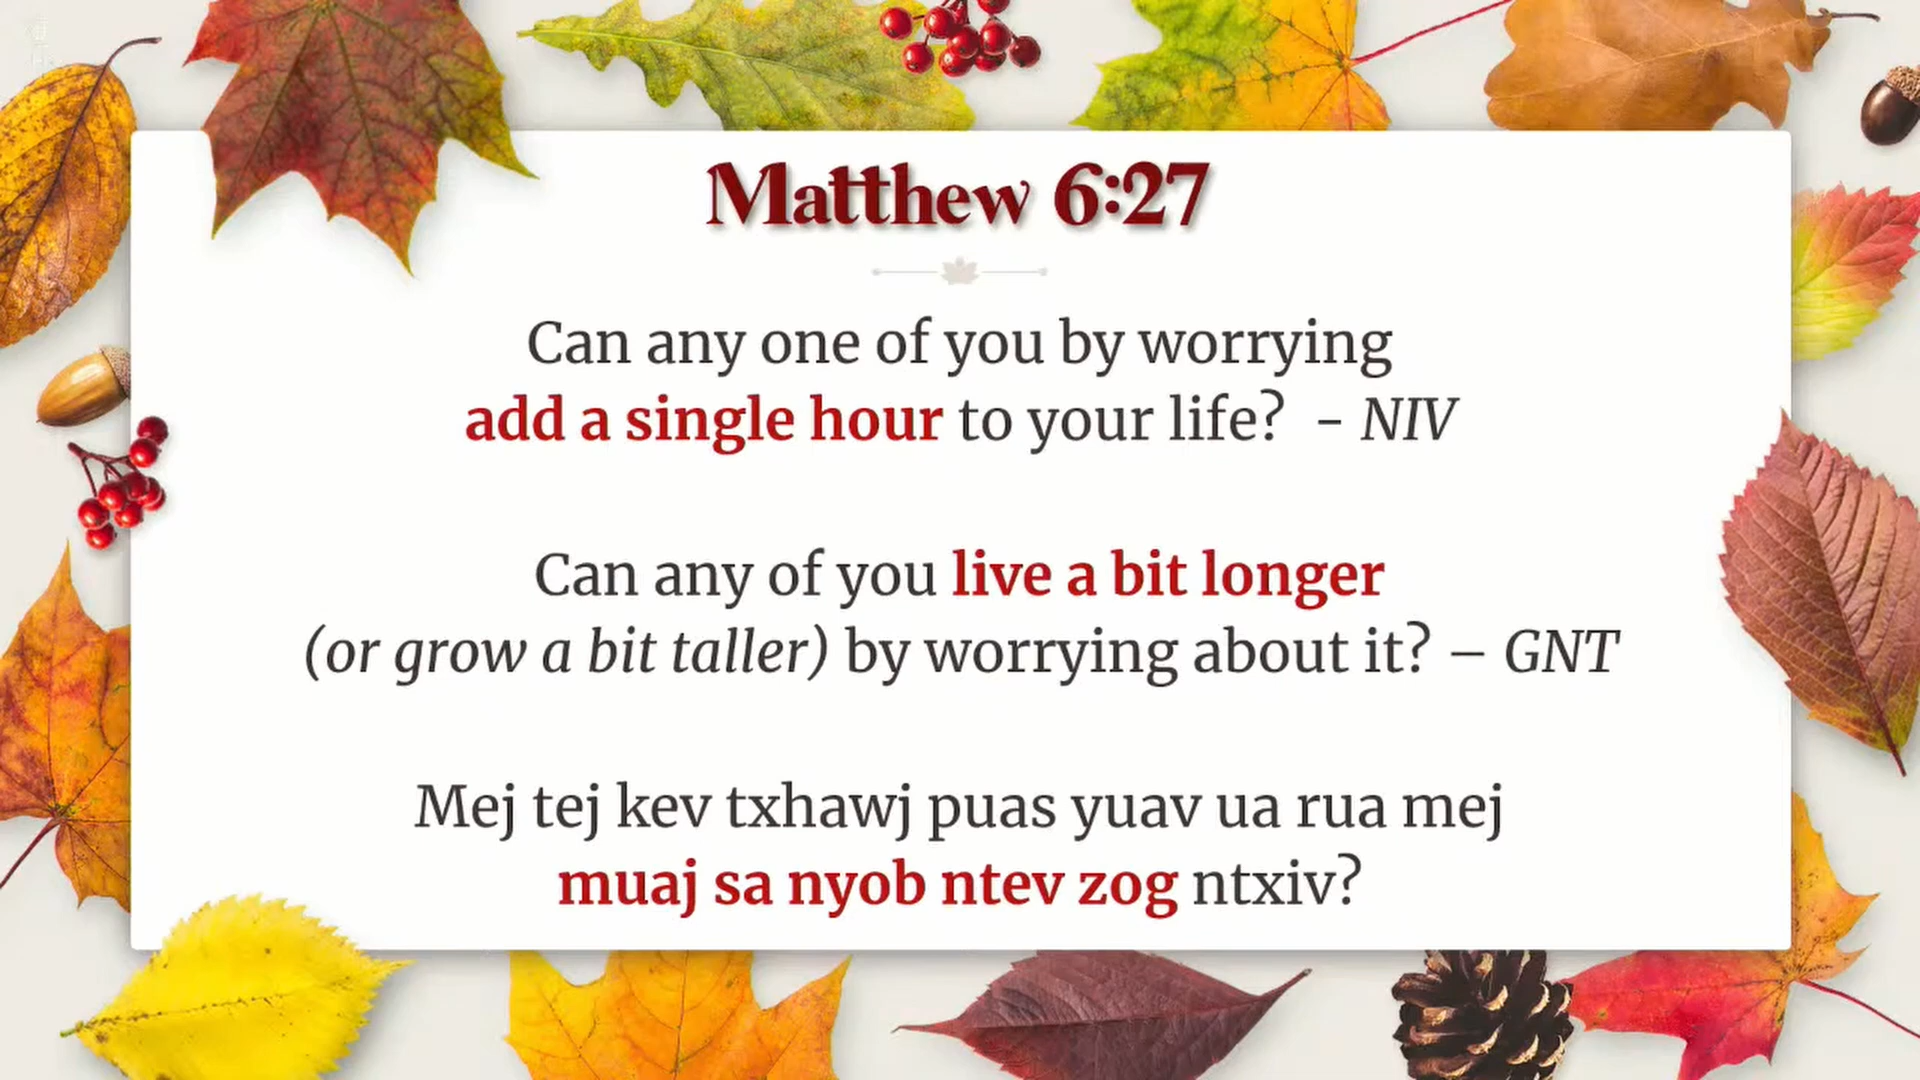 Matthew 6:27
Can any one of you by worrying
add a single hour to your life? - NIV
Can any of you live a bit longer
(or grow a bit taller) by worrying about it? – GNT
Mej tej kev txhawj puas yuav ua rua mej
muaj sa nyob ntev zog ntxiv?